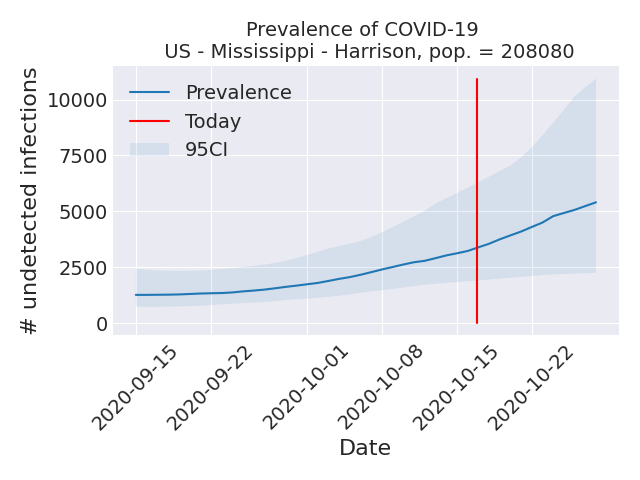 Prevalence of COVID-19
US - Mississippi - Harrison, pop. = 208080
# undetected infections
10000
7500
5000
2500
0
Prevalence
Today
95CI
2020-09-15
2020-09-22
2020-10-01
2020-10-08
2020-10-15
2020-10-22
Date